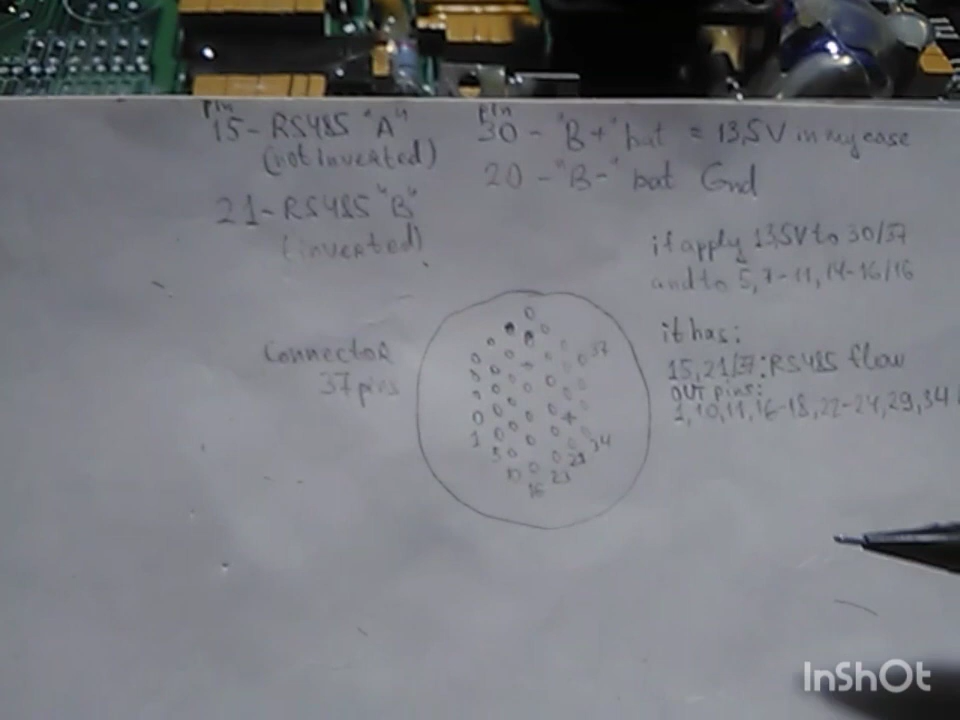 pin
15 - RS485 "A"
(not inverted)
21 - RS485 "B"
(inverted)
pin
30 - "B+" bat = 13,5V in my case
20 - "B-" bat Gnd
if apply 13,5V to 30/37
and to 5, 7-11, 14-16/16
it has:
15, 21/37: RS485 flow
OUT pins:
1, 10, 11, 16-18, 22-24, 29, 34
Connector
37 pins
37
1
5
16
34
InShOt